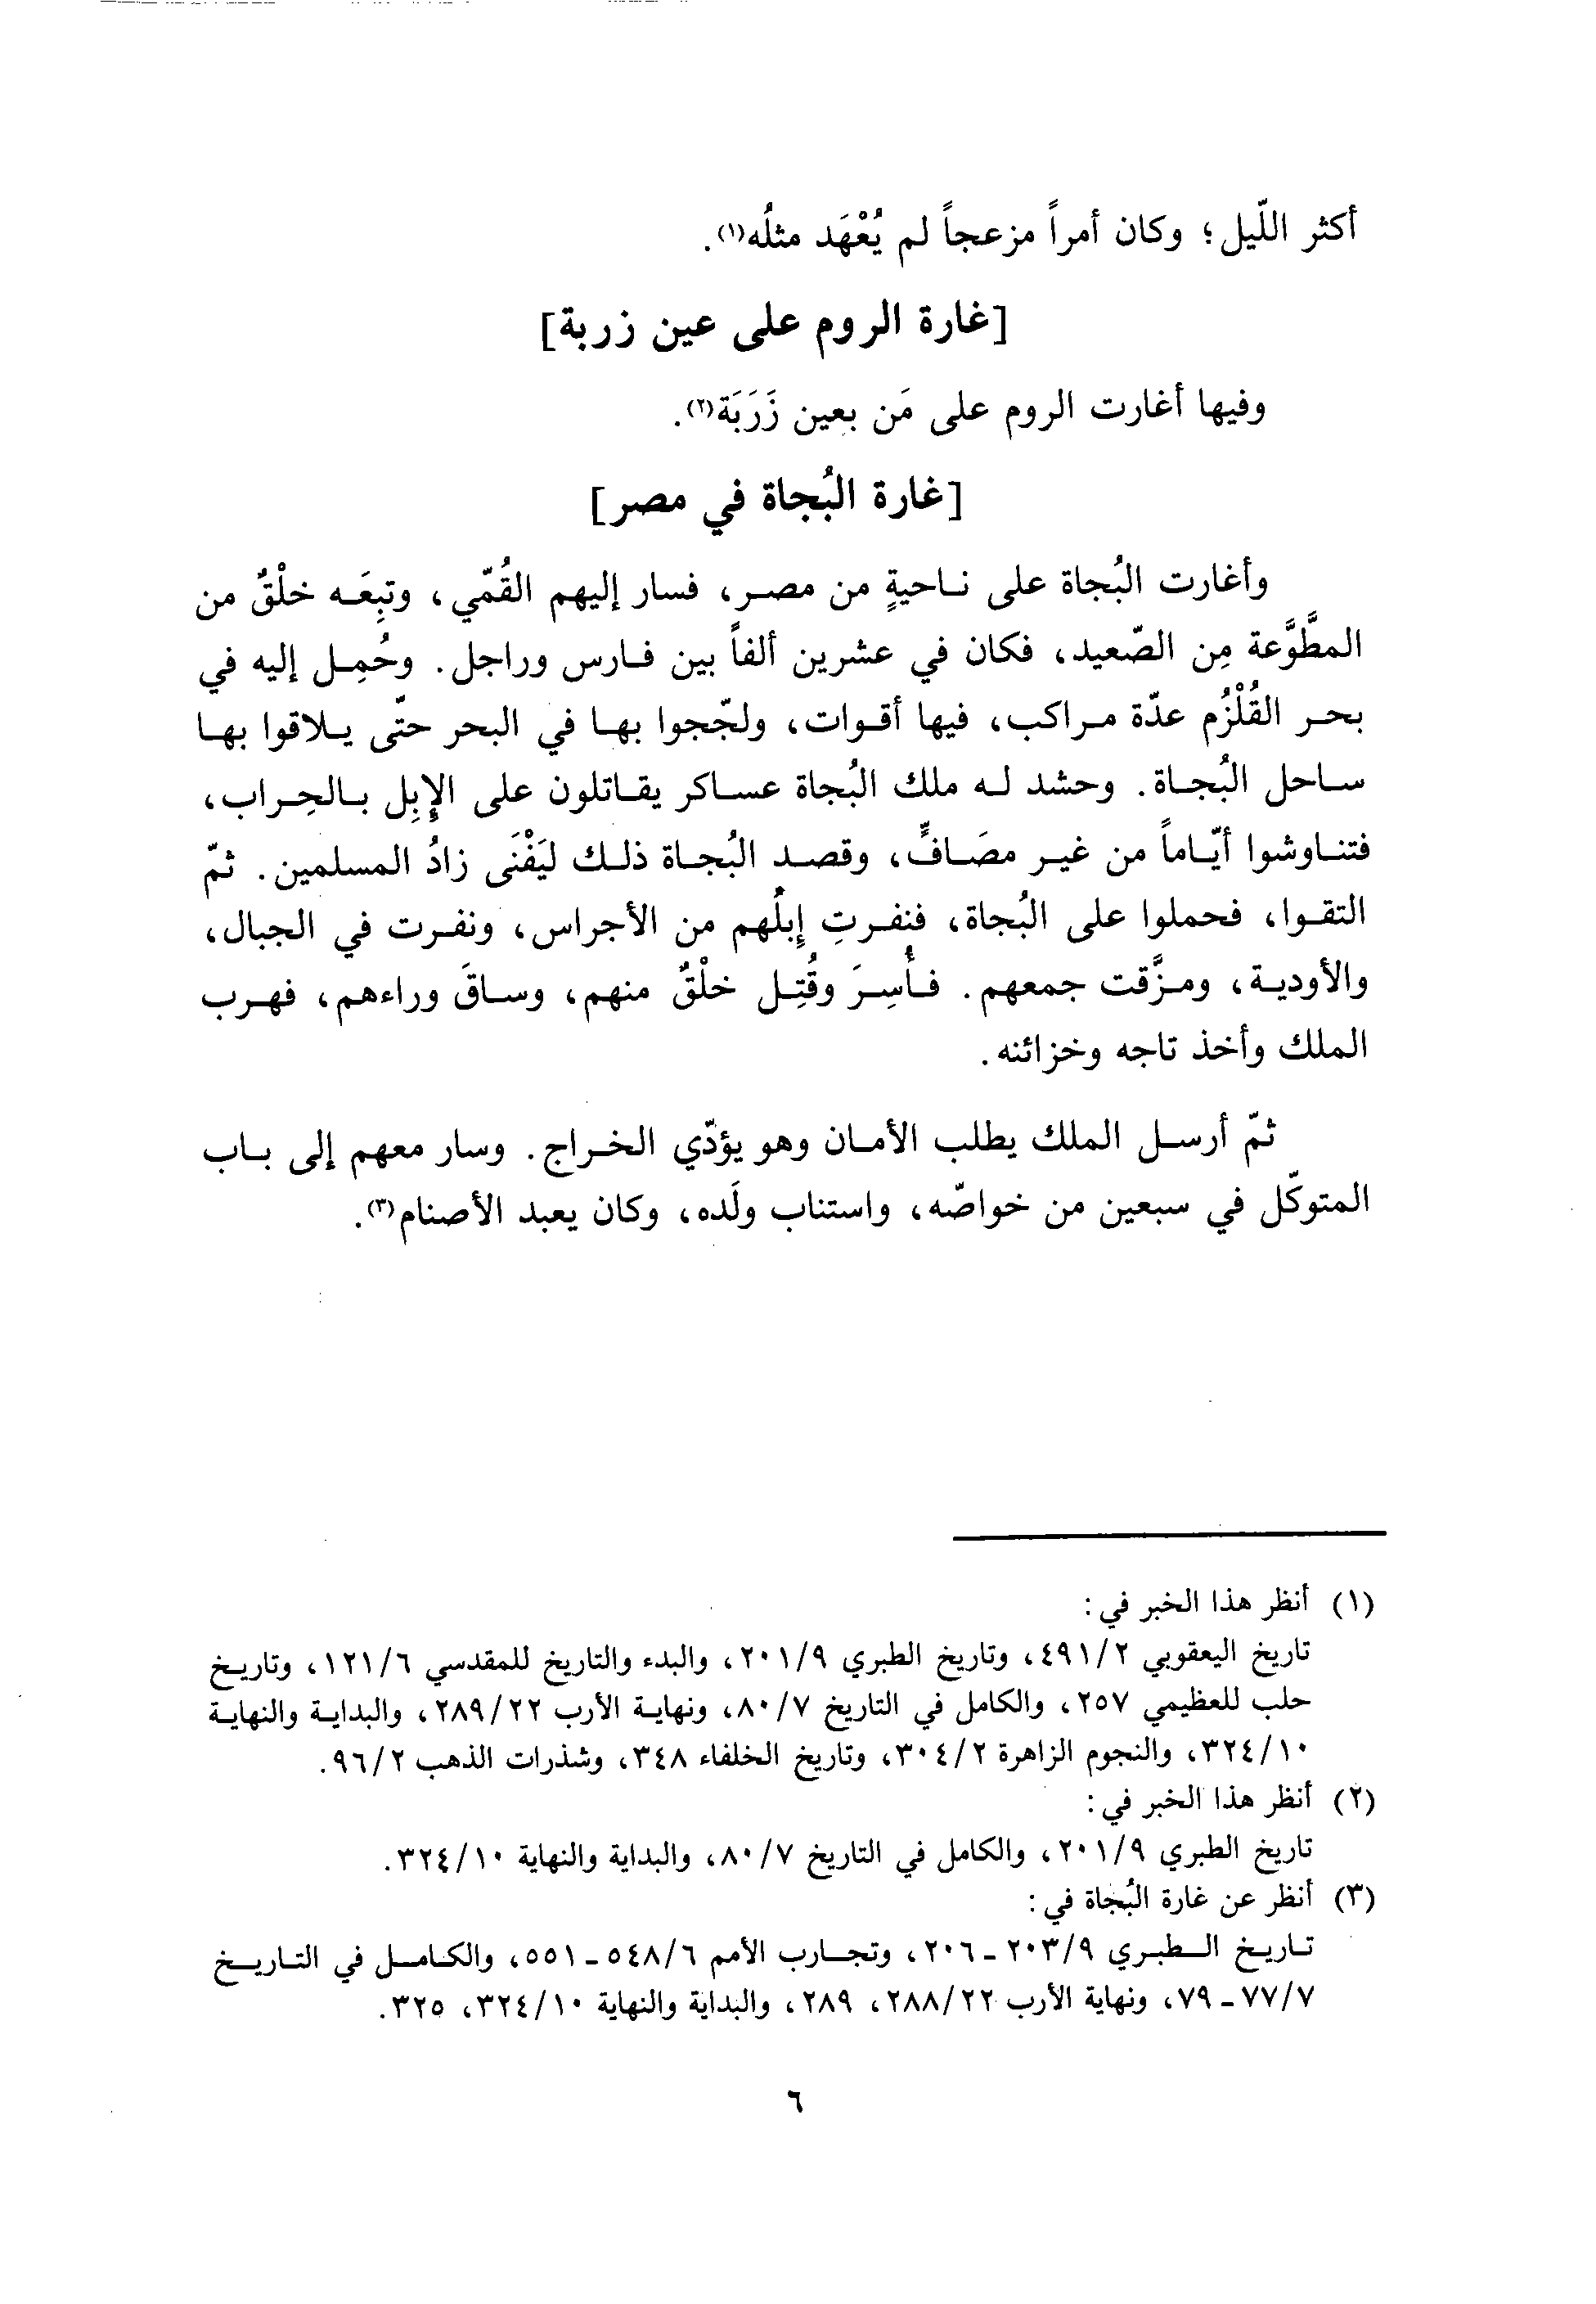 أكثر اللّيل؛ وكان أمراً مزعجاً لم يُعْهَد مثلُه(١).
[غارة الروم على عين زربة]
وفيها أغارت الروم على مَن بعين زَرَبَة(٢).
[غارة البُجاة في مصر]
وأغارت البُجاة على ناحيةٍ من مصر، فسار إليهم القُمّي، وتبِعَه خلْقٌ من
المطَّوَّعة مِن الصّعيد، فكان في عشرين ألفاً بين فارس وراجل. وحُمِل إليه في
بحر القُلْزُم عدّة مراكب، فيها أقوات، ولجّجوا بها في البحر حتّى يلاقوا بها
ساحل البُجاة. وحشد له ملك البُجاة عساكر يقاتلون على الإِبِل بالحِراب،
فتناوشوا أيّاماً من غير مصَافٍّ، وقصد البُجاة ذلك ليَفْنَى زادُ المسلمين. ثمّ
التقوا، فحملوا على البُجاة، فنفرتِ إبلُهم من الأجراس، ونفرت في الجبال،
والأودية، ومزَّقت جمعهم. فأُسِرَ وقُتِل خلْقٌ منهم، وساقَ وراءهم، فهرب
الملك وأخذ تاجه وخزائنه.
ثمّ أرسل الملك يطلب الأمان وهو يؤدّي الخراج. وسار معهم إلى باب
المتوكّل في سبعين من خواصّه، واستناب ولَده، وكان يعبد الأصنام(٣).
(١) أنظر هذا الخبر في:
تاريخ اليعقوبي ٤٩١/٢، وتاريخ الطبري ٢٠١/٩، والبدء والتاريخ للمقدسي ١٢١/٦، وتاريخ
حلب للعظيمي ٢٥٧، والكامل في التاريخ ٨٠/٧، ونهاية الأرب ٢٨٩/٢٢، والبداية والنهاية
٣٢٤/١٠، والنجوم الزاهرة ٣٠٤/٢، وتاريخ الخلفاء ٣٤٨، وشذرات الذهب ٩٦/٢.
(٢) أنظر هذا الخبر في:
تاريخ الطبري ٢٠١/٩، والكامل في التاريخ ٨٠/٧، والبداية والنهاية ٣٢٤/١٠.
(٣) أنظر عن غارة البُجاة في:
تاريخ الطبري ٢٠٣/٩ ـ ٢٠٦، وتجارب الأمم ٥٤٨/٦ ـ ٥٥١، والكامل في التاريخ
٧٧/٧ ـ ٧٩، ونهاية الأرب ٢٨٨/٢٢، ٢٨٩، والبداية والنهاية ٣٢٤/١٠، ٣٢٥.
٦